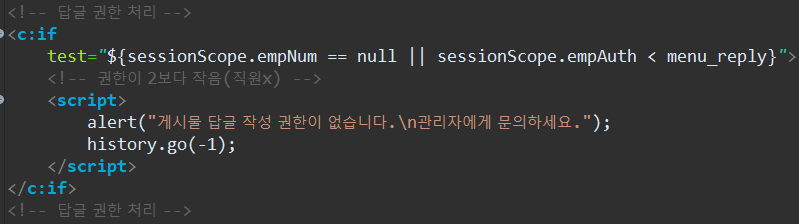 <!-- 답글 권한 처리 -->
<c:if
test="${sessionScope.empNum == null || sessionScope.empAuth < menu_reply}">
<!-- 권한이 2보다 작음(직원x) -->
<script>
alert("게시물 답글 작성 권한이 없습니다.\n관리자에게 문의하세요.");
history.go(-1);
</script>
</c:if>
<!-- 답글 권한 처리 -->